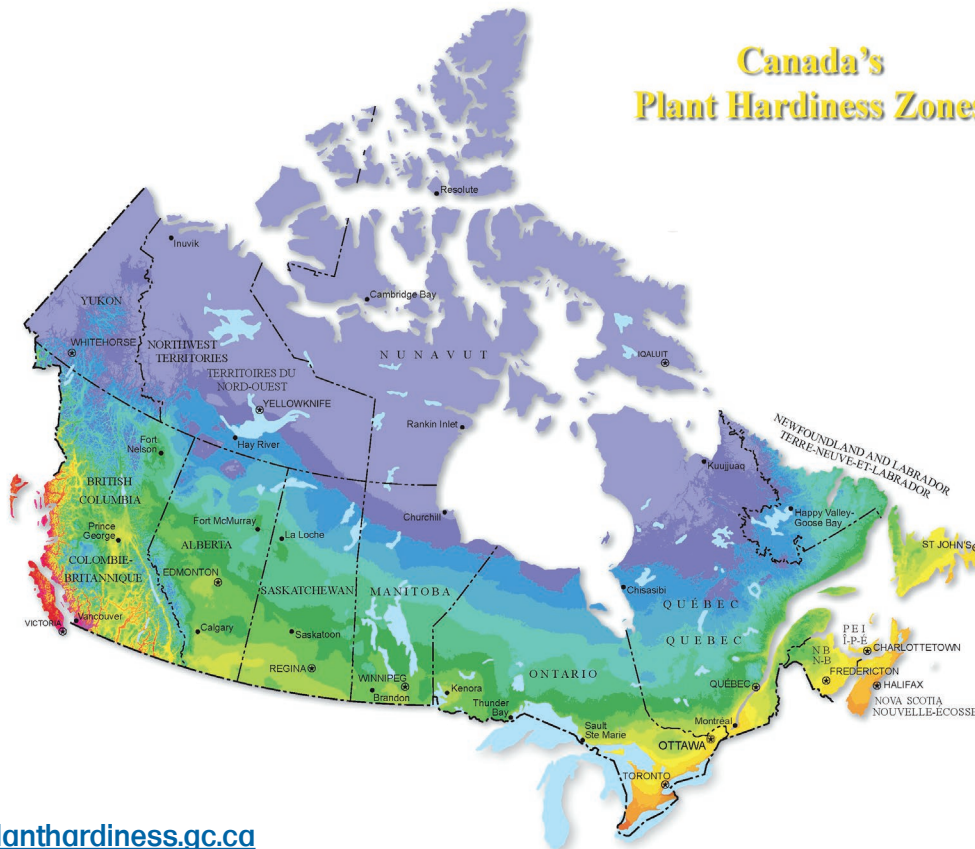 Canada's
Plant Hardiness Zones
Resolute
Inuvik
Cambridge Bay
YUKON
WHITEHORSE
NORTHWEST
TERRITORIES
TERRITOIRES DU
NORD-OUEST
YELLOWKNIFE
NUNAVUT
IQALUIT
Rankin Inlet
Hay River
Fort
Nelson
Kuujjuaq
NEWFOUNDLAND AND LABRADOR
TERRE-NEUVE-ET-LABRADOR
BRITISH
COLUMBIA
Churchill
Happy Valley-
Goose Bay
Prince
George
Fort McMurray
ALBERTA
La Loche
ST JOHN'S
COLOMBIE-
BRITANNIQUE
EDMONTON
SASKATCHEWAN
MANITOBA
Chisasibi
QUÉBEC
QUEBEC
PEI
Î-P-É
CHARLOTTETOWN
VICTORIA
Vancouver
Calgary
Saskatoon
NB
N-B
FREDERICTON
HALIFAX
NOVA SCOTIA
NOUVELLE-ÉCOSSE
REGINA
WINNIPEG
Brandon
Kenora
ONTARIO
QUÉBEC
Thunder
Bay
Sault
Ste Marie
Montréal
OTTAWA
TORONTO
lanthardiness.gc.ca